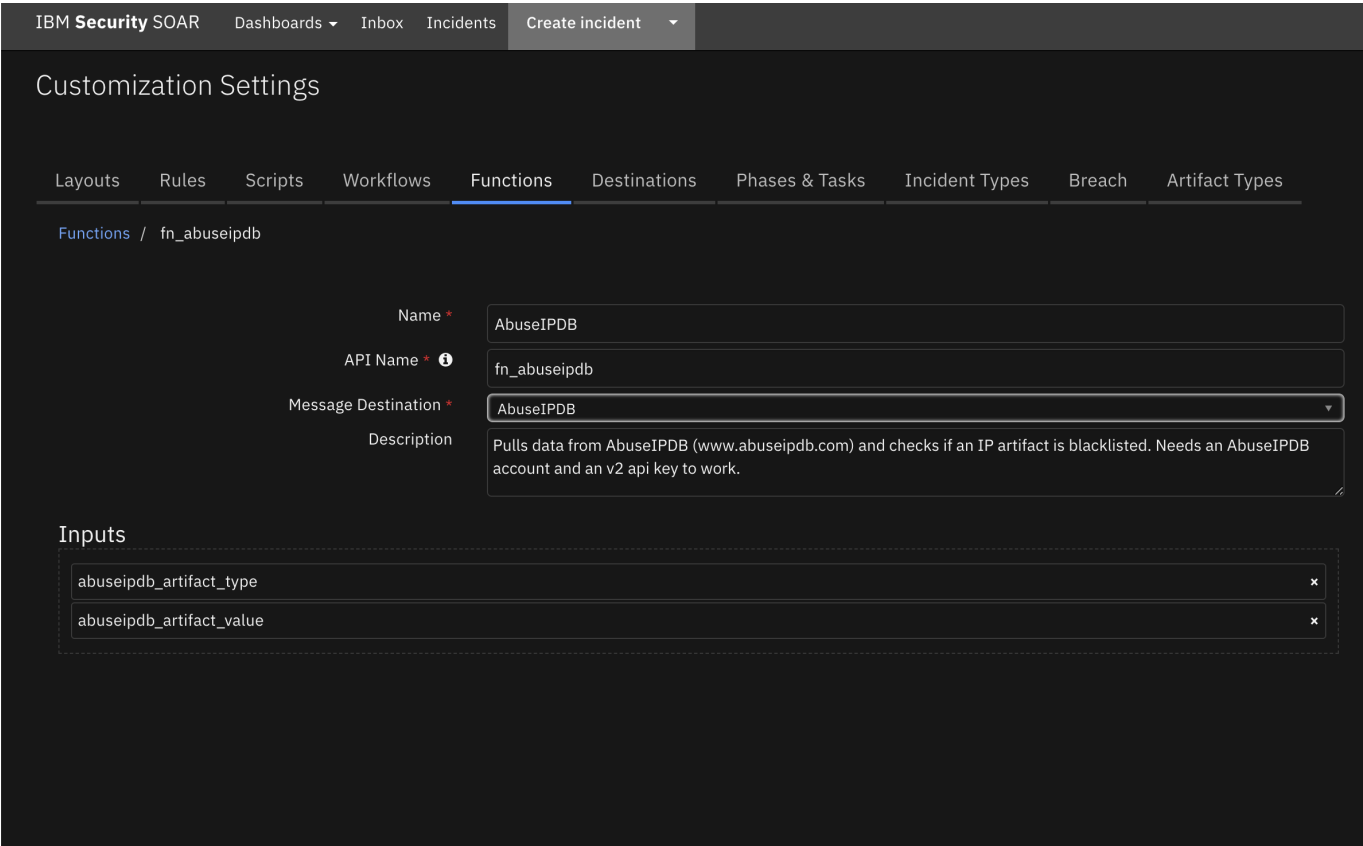 IBM Security SOAR Dashboards Inbox Incidents Create incident
Customization Settings
Layouts Rules Scripts Workflows Functions Destinations Phases & Tasks Incident Types Breach Artifact Types
Functions / fn_abuseipdb
Name * AbuseIPDB
API Name * fn_abuseipdb
Message Destination * AbuseIPDB
Description Pulls data from AbuseIPDB (www.abuseipdb.com) and checks if an IP artifact is blacklisted. Needs an AbuseIPDB
account and an v2 api key to work.
Inputs
abuseipdb_artifact_type ×
abuseipdb_artifact_value ×